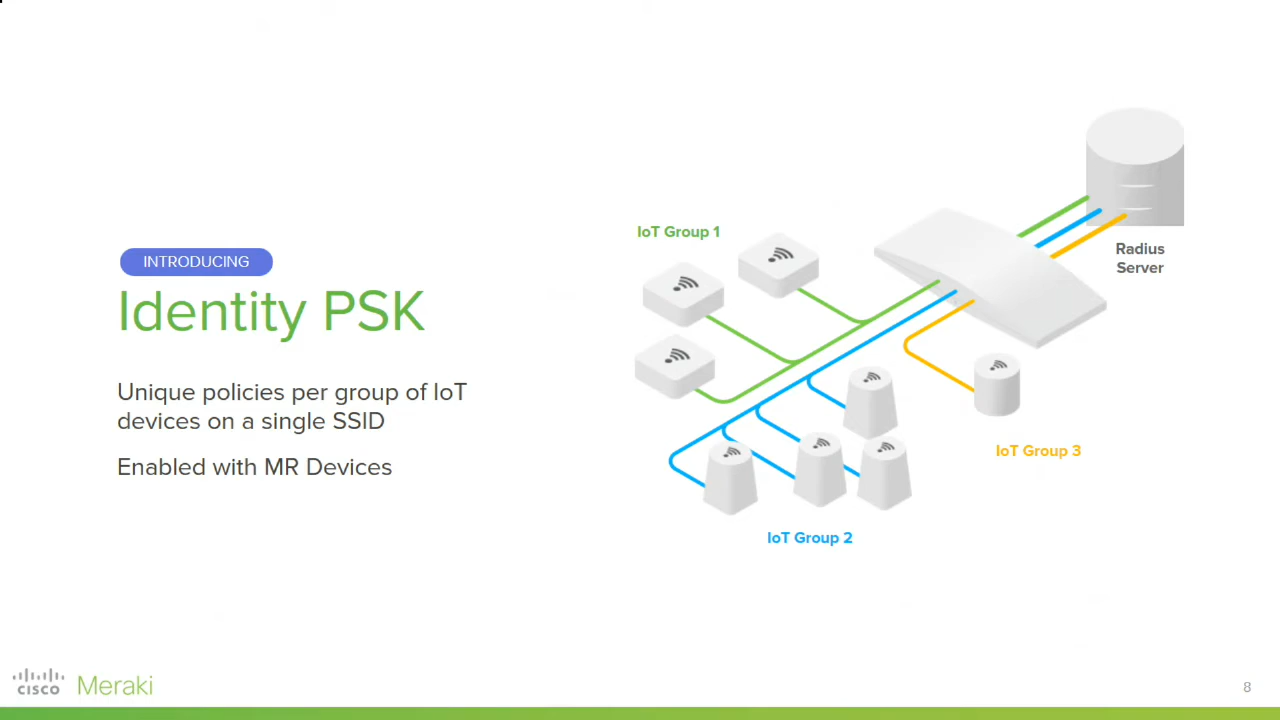 INTRODUCING
Identity PSK
Unique policies per group of IoT
devices on a single SSID
Enabled with MR Devices
IoT Group 1
Radius
Server
IoT Group 3
IoT Group 2
CISCO Meraki
8